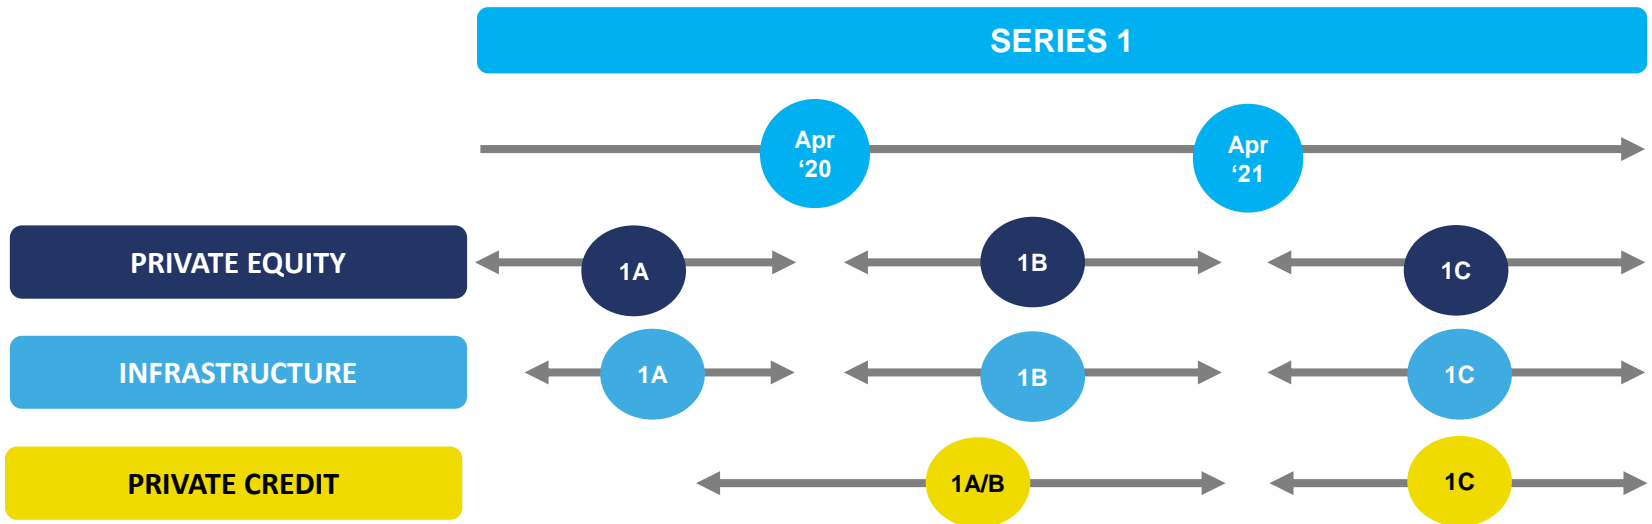 SERIES 1
Apr
‘20
Apr
‘21
PRIVATE EQUITY
1A
1B
1C
INFRASTRUCTURE
1A
1B
1C
PRIVATE CREDIT
1A/B
1C